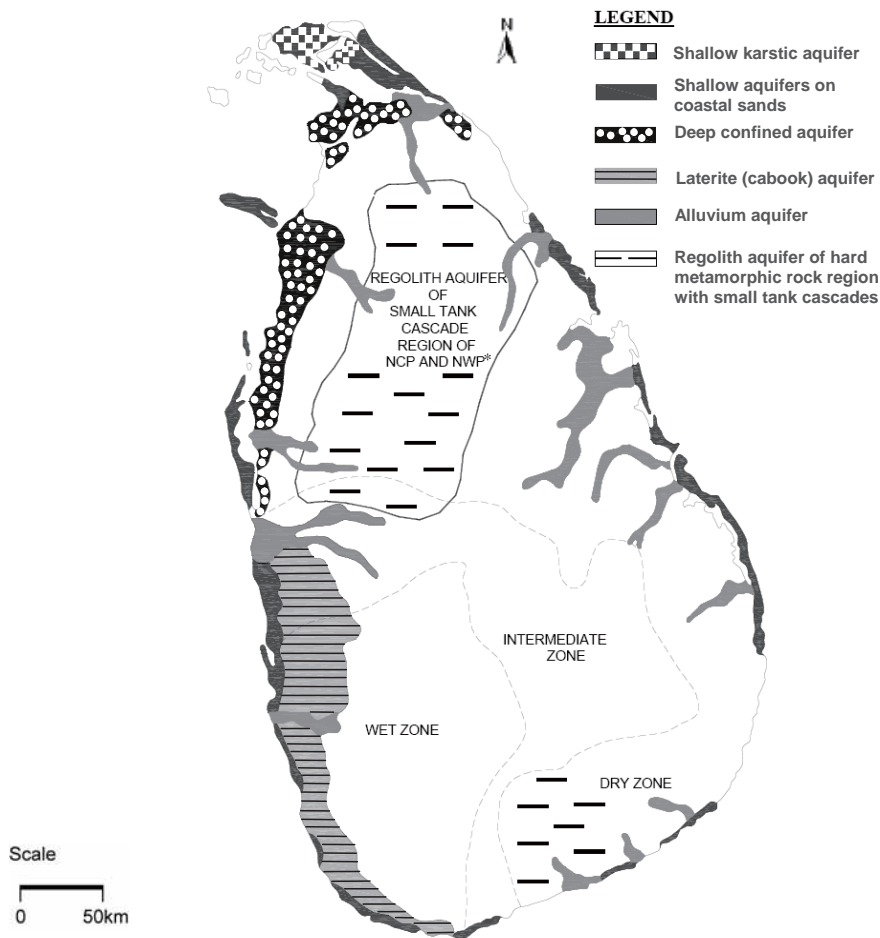 N
LEGEND
Shallow karstic aquifer
Shallow aquifers on
coastal sands
Deep confined aquifer
Laterite (cabook) aquifer
Alluvium aquifer
Regolith aquifer of hard
metamorphic rock region
with small tank cascades
REGOLITH AQUIFER
OF
SMALL TANK
CASCADE
REGION OF
NCP AND NWP*
INTERMEDIATE
ZONE
WET ZONE
DRY ZONE
Scale
0 50km